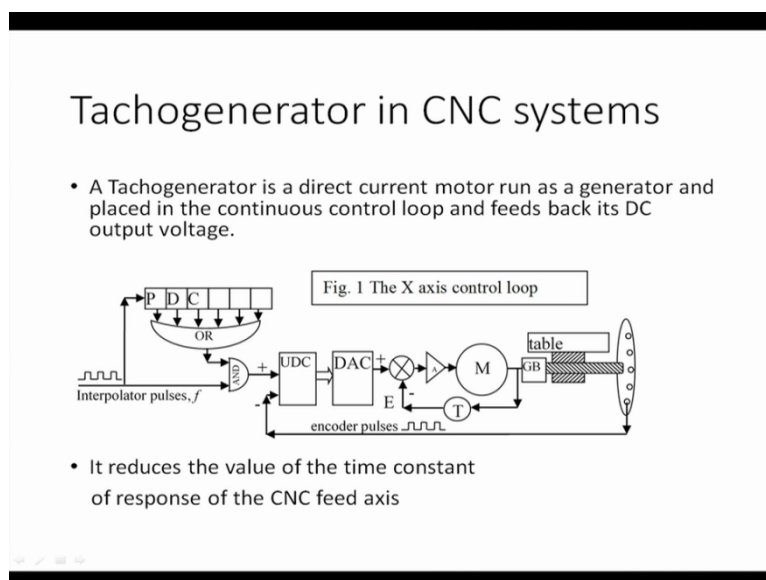 Tachogenerator in CNC systems
• A Tachogenerator is a direct current motor run as a generator and
placed in the continuous control loop and feeds back its DC
output voltage.
Fig. 1 The X axis control loop
P D C
OR
AND
+ UDC DAC + A M GB table
Interpolator pulses, f
- E - T
encoder pulses
• It reduces the value of the time constant
of response of the CNC feed axis